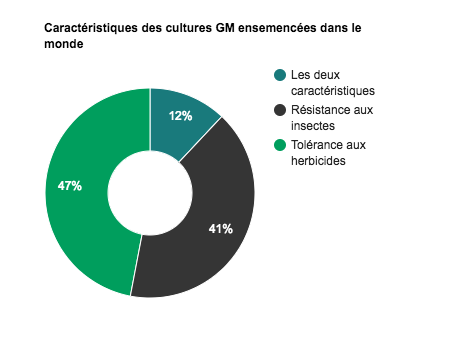 Caractéristiques des cultures GM ensemencées dans le
monde
Les deux
caractéristiques
Résistance aux
insectes
Tolérance aux
herbicides
12%
47%
41%